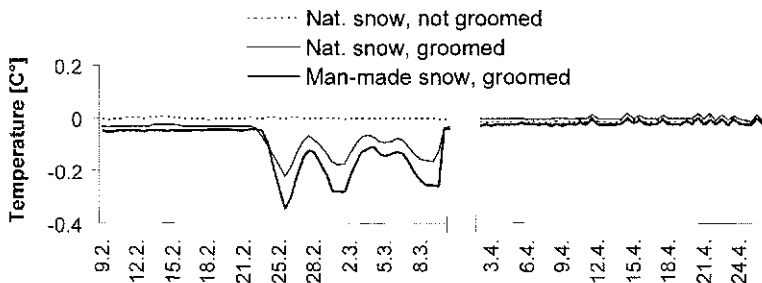 Nat. snow, not groomed
Nat. snow, groomed
Man-made snow, groomed
Temperature [C°]
0.2
0
-0.2
-0.4
9.2. 12.2. 15.2. 18.2. 21.2. 25.2. 28.2. 2.3. 5.3. 8.3. 3.4. 6.4. 9.4. 12.4. 15.4. 18.4. 21.4. 24.4.